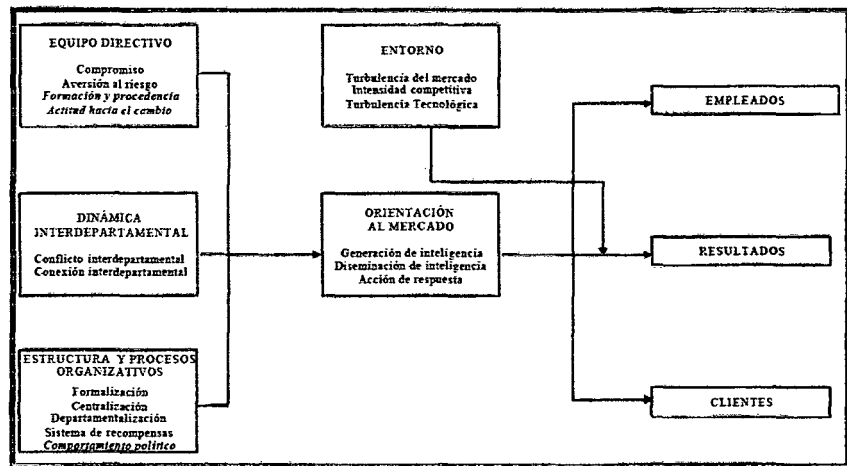 EQUIPO DIRECTIVO
Compromiso
Aversión al riesgo
Formación y procedencia
Actitud hacia el cambio
DINÁMICA
INTERDEPARTAMENTAL
Conflicto interdepartamental
Conexión interdepartamental
ESTRUCTURA Y PROCESOS
ORGANIZATIVOS
Formalización
Centralización
Departamentalización
Sistema de recompensas
Comportamiento político
ENTORNO
Turbulencia del mercado
Intensidad competitiva
Turbulencia Tecnológica
ORIENTACIÓN
AL MERCADO
Generación de inteligencia
Diseminación de inteligencia
Acción de respuesta
EMPLEADOS
RESULTADOS
CLIENTES